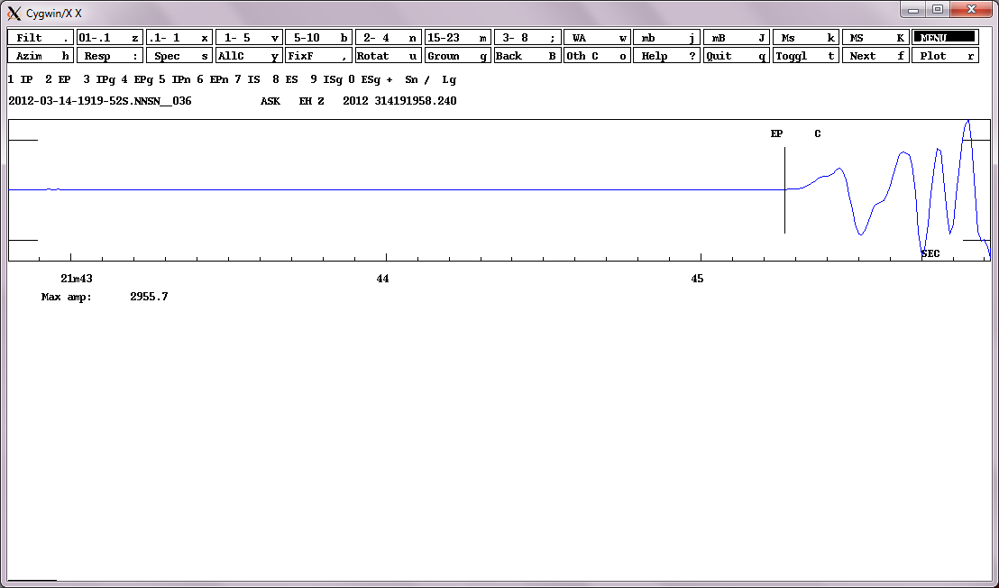 Cygwin/X X
Filt . 01-.1 z .1- 1 x 1- 5 v 5-10 b 2- 4 n 15-23 m 3- 8 ; WA w mb j mB J Ms k MS K MENU
Azim h Resp : Spec s AllC y FixF , Rotat u Groun g Back B Oth C o Help ? Quit q Toggl t Next f Plot r
1 IP 2 EP 3 IPg 4 EPg 5 IPn 6 EPn 7 IS 8 ES 9 ISg 0 ESg + Sn / Lg
2012-03-14-1919-52S.NNSN__036 ASK EH Z 2012 314191958.240
EP C
SEC
21m43 44 45
Max amp: 2955.7